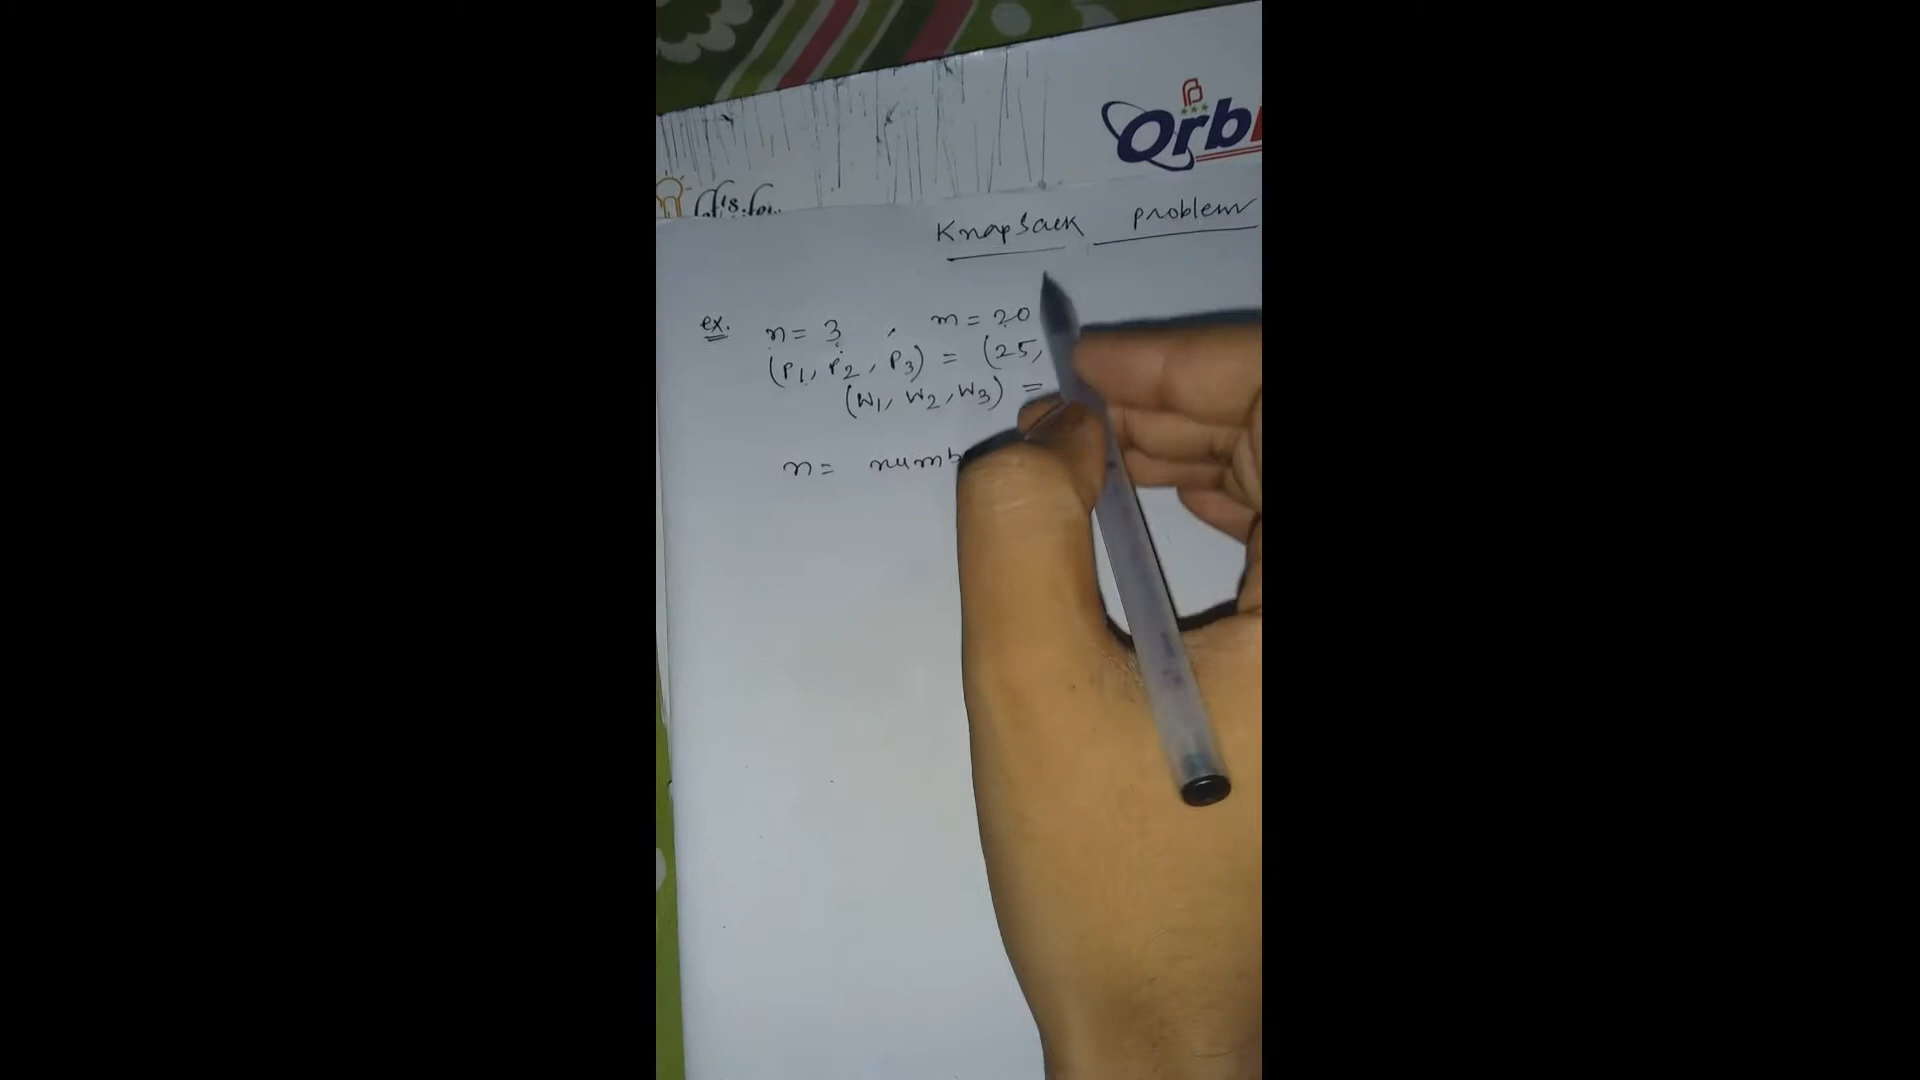 Orb
Knapsack problem
ex. n = 3 , m = 20
(P1, P2, P3) = (25,
(W1, W2, W3) =
n = numb